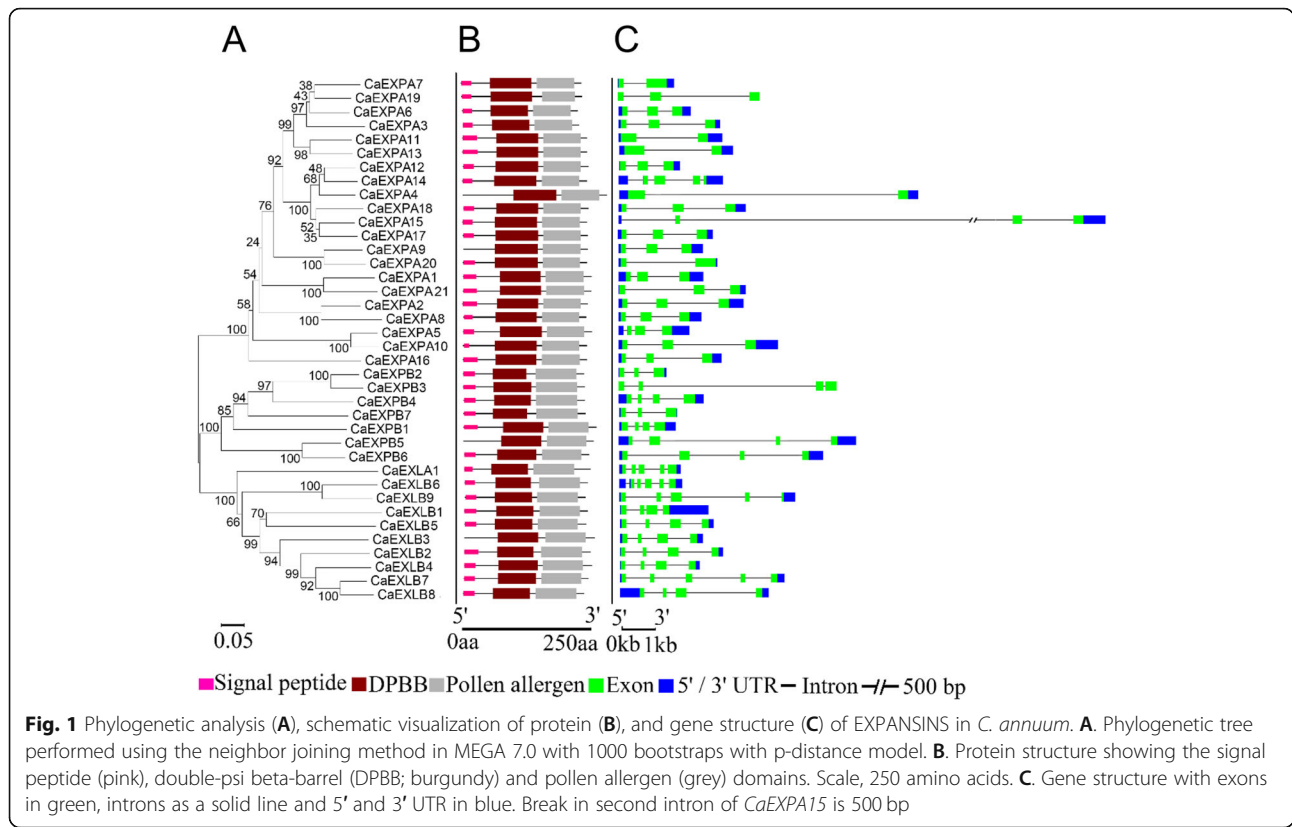 A B C
38 CaEXPA7
43 CaEXPA19
97 CaEXPA6
CaEXPA3
99 CaEXPA11
98 CaEXPA13
92 48 CaEXPA12
68 CaEXPA14
CaEXPA4
76 100 CaEXPA18
52 CaEXPA15
35 CaEXPA17
24 CaEXPA9
100 CaEXPA20
54 CaEXPA1
100 CaEXPA21
58 CaEXPA2
100 CaEXPA8
100 CaEXPA5
100 CaEXPA10
CaEXPA16
100 CaEXPB2
97 CaEXPB3
94 CaEXPB4
85 CaEXPB7
100 CaEXPB1
CaEXPB5
100 CaEXPB6
CaEXLA1
100 CaEXLB6
100 CaEXLB9
70 CaEXLB1
66 CaEXLB5
99 CaEXLB3
94 CaEXLB2
99 CaEXLB4
92 CaEXLB7
100 CaEXLB8
0.05
5' 3' 5' 3'
0aa 250aa 0kb 1kb
Signal peptide DPBB Pollen allergen Exon 5' / 3' UTR Intron 500 bp
Fig. 1 Phylogenetic analysis (A), schematic visualization of protein (B), and gene structure (C) of EXPANSINS in C. annuum. A. Phylogenetic tree
performed using the neighbor joining method in MEGA 7.0 with 1000 bootstraps with p-distance model. B. Protein structure showing the signal
peptide (pink), double-psi beta-barrel (DPBB; burgundy) and pollen allergen (grey) domains. Scale, 250 amino acids. C. Gene structure with exons
in green, introns as a solid line and 5′ and 3′ UTR in blue. Break in second intron of CaEXPA15 is 500 bp